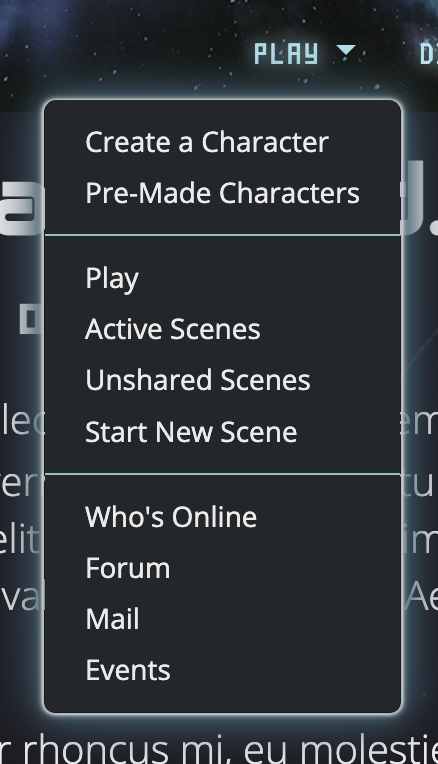 PLAY
Create a Character
Pre-Made Characters
Play
Active Scenes
Unshared Scenes
Start New Scene
Who's Online
Forum
Mail
Events
rhoncus mi, eu